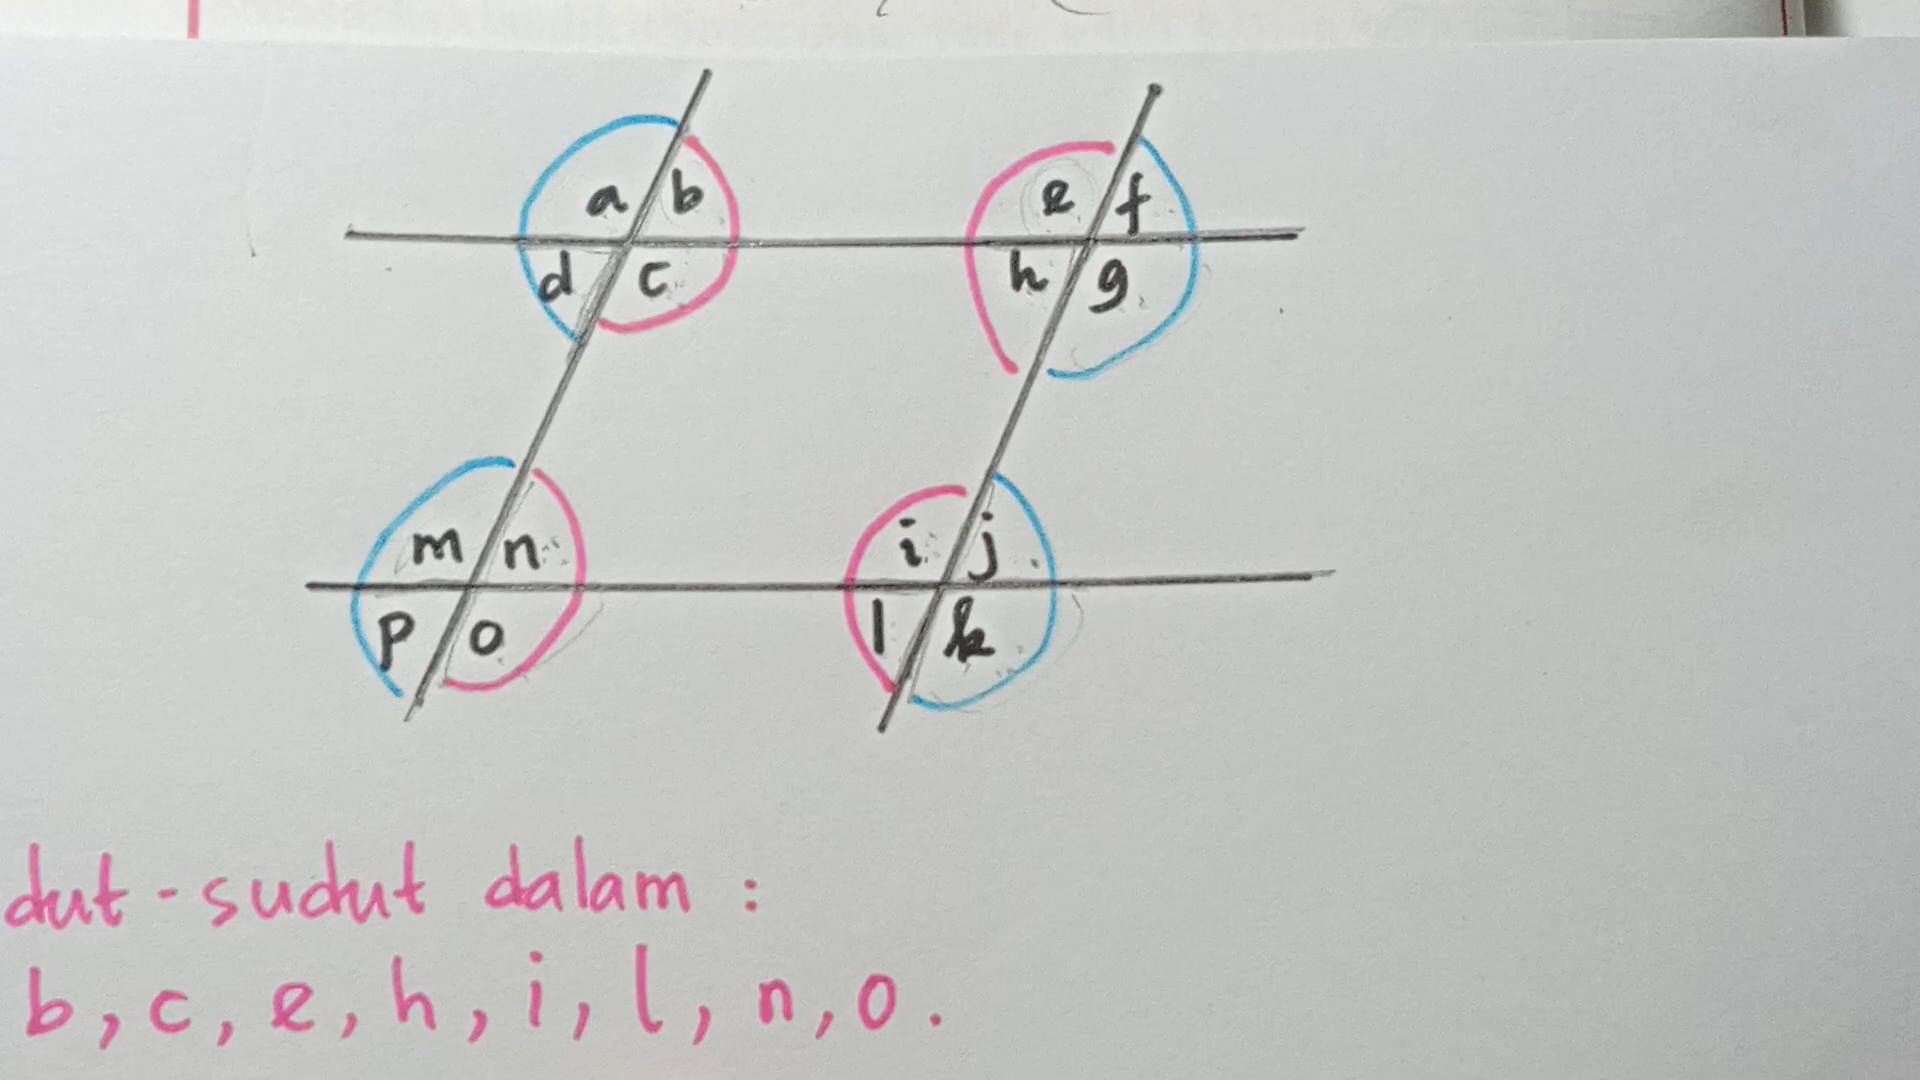 a b e f
d c h g
m n i j
p o l k
dut-sudut dalam :
b, c, e, h, i, l, n, o.